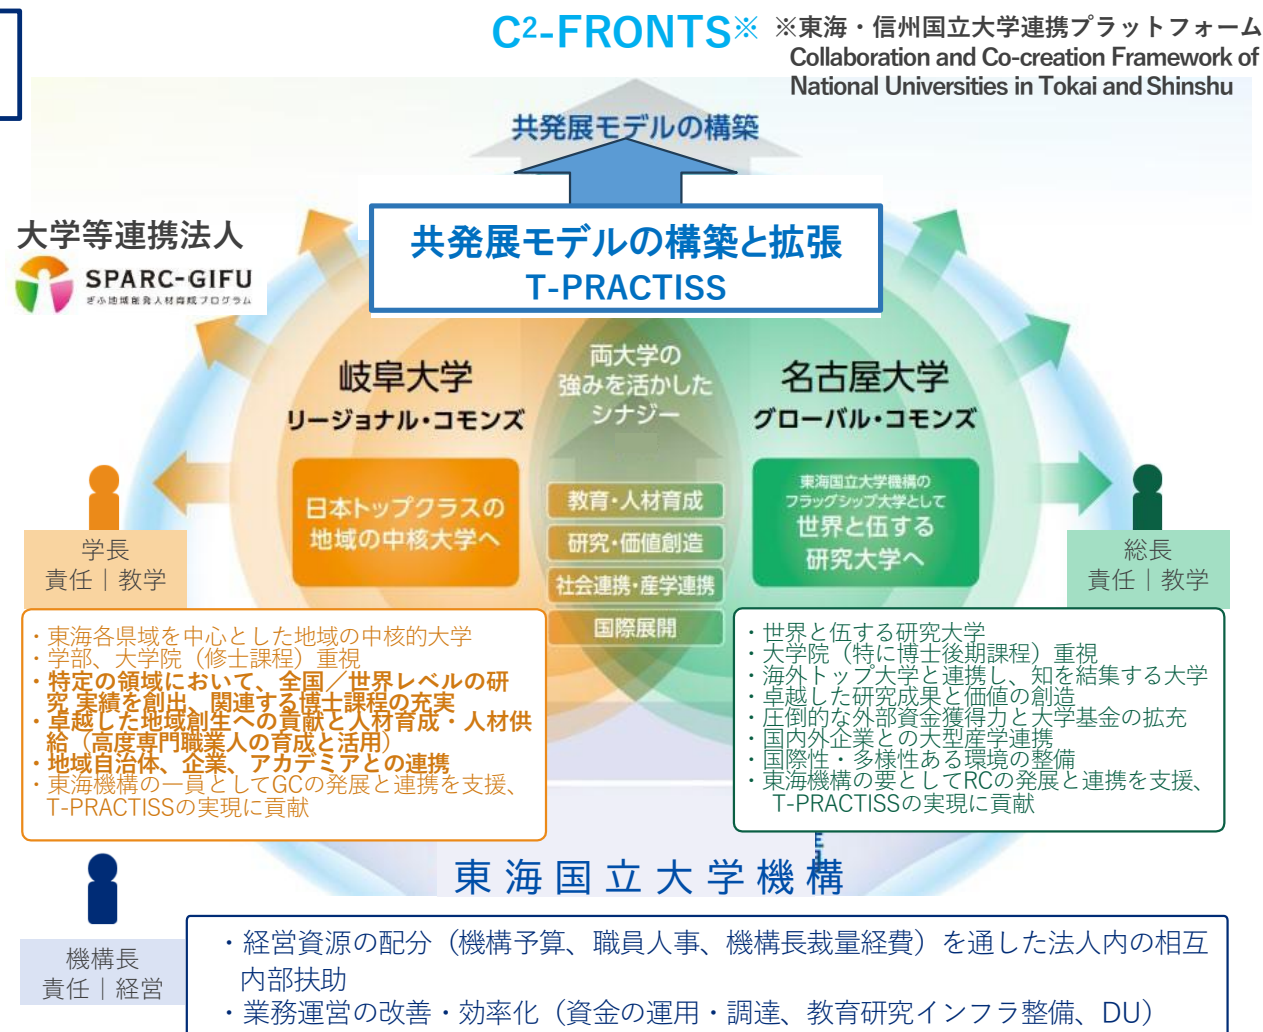 C²-FRONTS※
※東海・信州国立大学連携プラットフォーム
Collaboration and Co-creation Framework of
National Universities in Tokai and Shinshu
共発展モデルの構築
共発展モデルの構築と拡張
T-PRACTISS
大学等連携法人
SPARC-GIFU
ぎふ地域創発人材育成プログラム
岐阜大学
リージョナル・コモンズ
日本トップクラスの
地域の中核大学へ
両大学の
強みを活かした
シナジー
教育・人材育成
研究・価値創造
社会連携・産学連携
国際展開
名古屋大学
グローバル・コモンズ
東海国立大学機構の
フラッグシップ大学として
世界と伍する
研究大学へ
学長
責任｜教学
総長
責任｜教学
・東海各県域を中心とした地域の中核的大学
・学部、大学院（修士課程）重視
・特定の領域において、全国／世界レベルの研
究 実績を創出、関連する博士課程の充実
・卓越した地域創生への貢献と人材育成・人材供
給（高度専門職業人の育成と活用）
・地域自治体、企業、アカデミアとの連携
・東海機構の一員としてGCの発展と連携を支援、
T-PRACTISSの実現に貢献
・世界と伍する研究大学
・大学院（特に博士後期課程）重視
・海外トップ大学と連携し、知を結集する大学
・卓越した研究成果と価値の創造
・圧倒的な外部資金獲得力と大学基金の拡充
・国内外企業との大型産学連携
・国際性・多様性ある環境の整備
・東海機構の要としてRCの発展と連携を支援、
T-PRACTISSの実現に貢献
東海国立大学機構
機構長
責任｜経営
・経営資源の配分（機構予算、職員人事、機構長裁量経費）を通した法人内の相互
内部扶助
・業務運営の改善・効率化（資金の運用・調達、教育研究インフラ整備、DU）